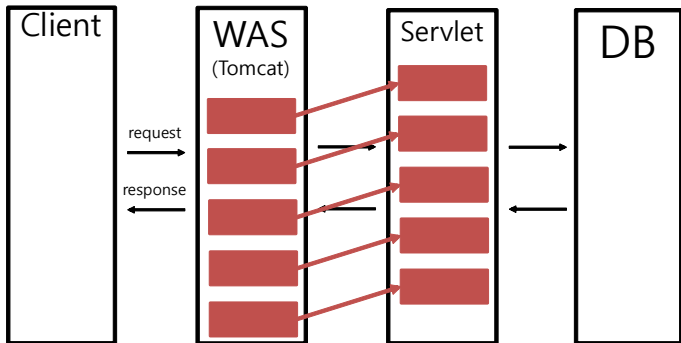 Client
WAS
(Tomcat)
Servlet
DB
request
response